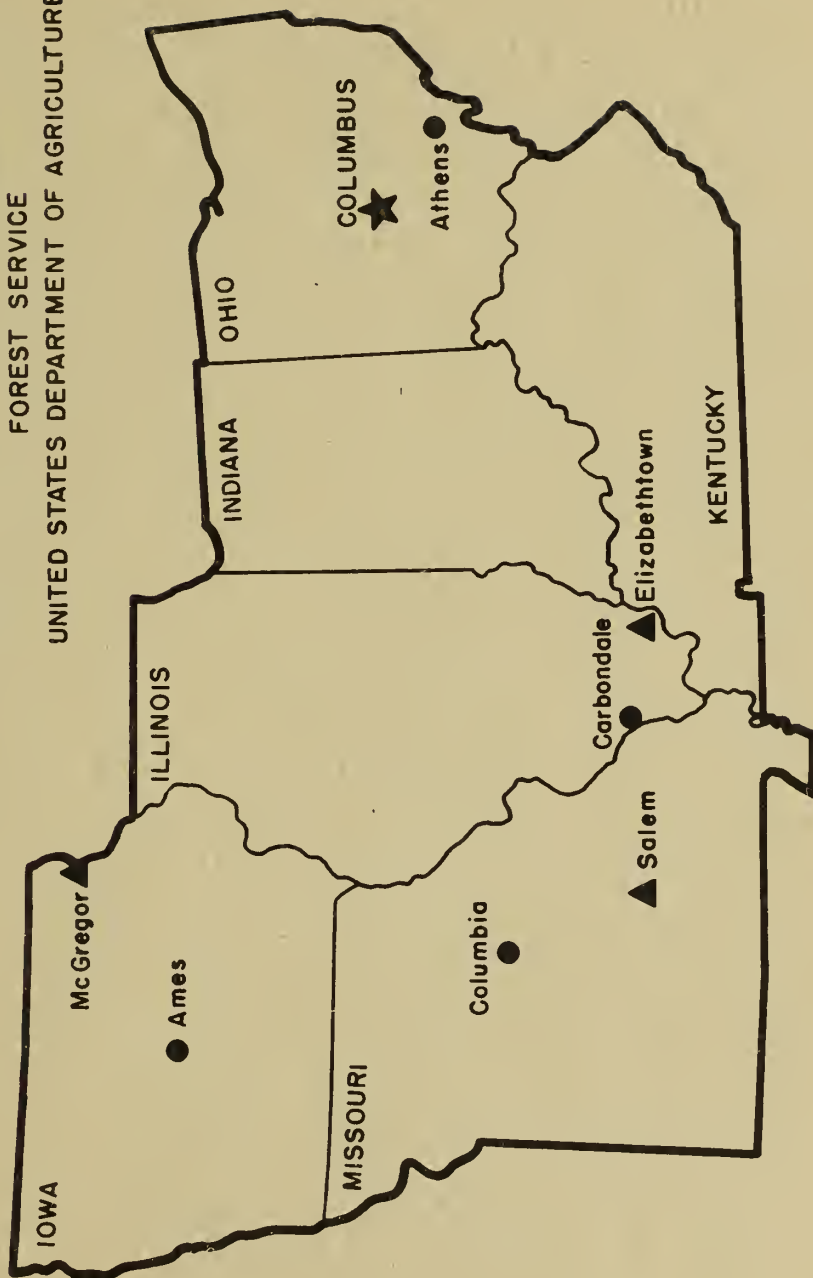 FOREST SERVICE
UNITED STATES DEPARTMENT OF AGRICULTURE
IOWA
McGregor
Ames
ILLINOIS
INDIANA
OHIO
COLUMBUS
Athens
MISSOURI
Columbia
Salem
Carbondale
Elizabethtown
KENTUCKY